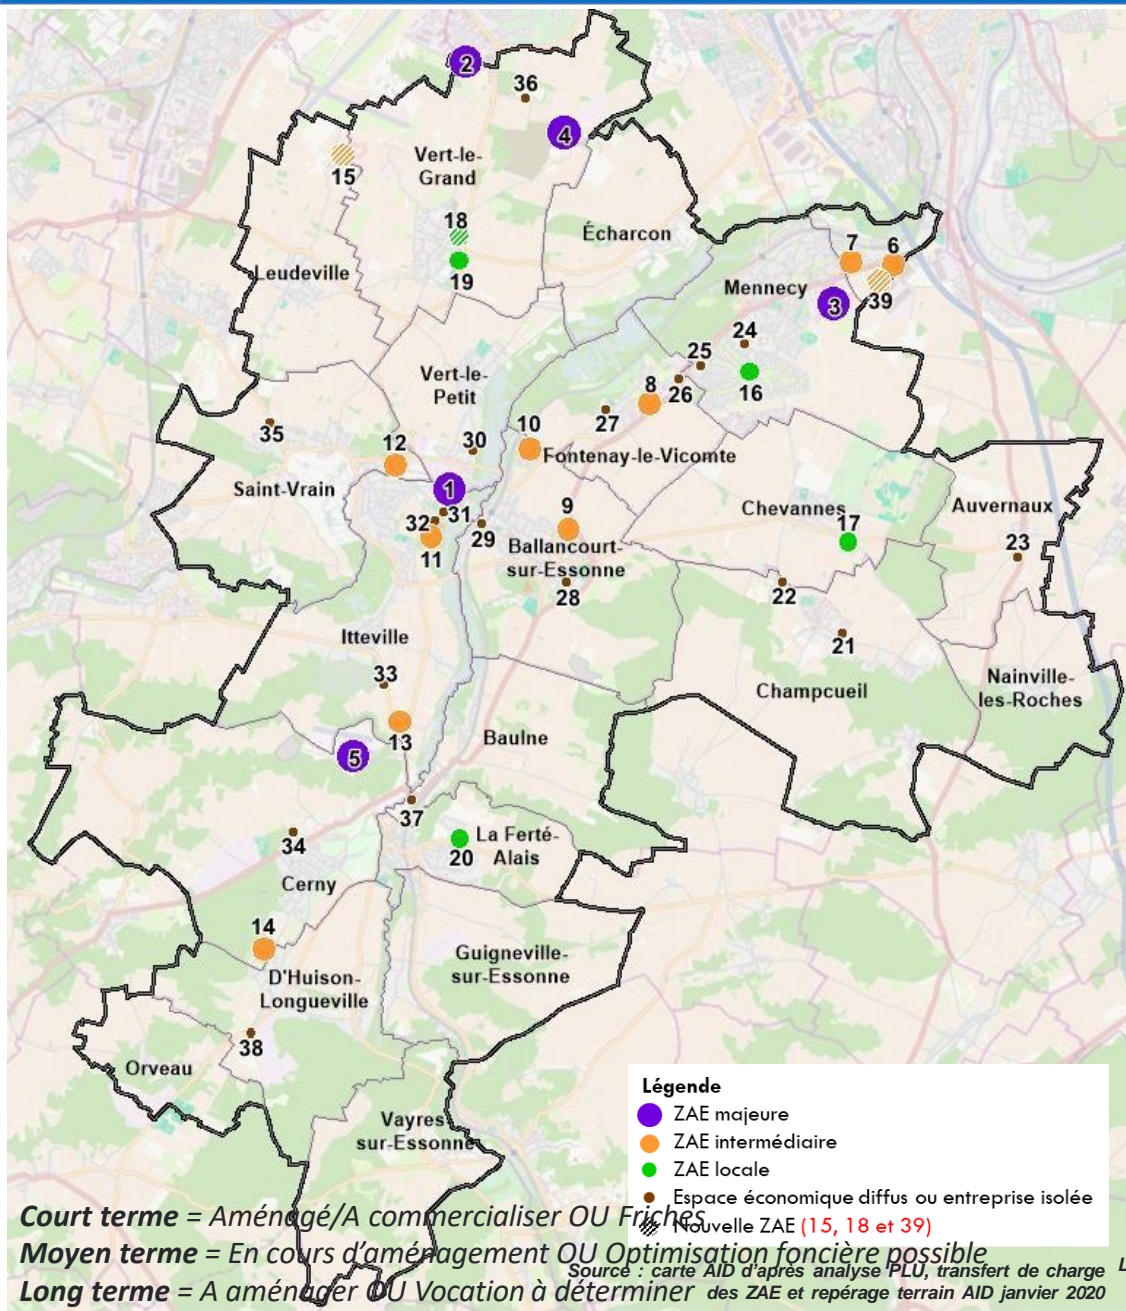 2
36
4
Vert-le-
Grand
15
18
Écharcon
7
6
19
Leudeville
Mennecy
39
3
24
25
16
Vert-le-
Petit
8
26
27
35
12
30
10
Fontenay-le-Vicomte
Saint-Vrain
1
31
32
11
29
9
Ballancourt-
sur-Essonne
28
Chevannes
17
Auvernaux
23
22
21
Itteville
33
Champcueil
Nainville-
les-Roches
13
5
Baulne
37
34
La Ferté-
Alais
20
Cerny
14
D'Huison-
Longueville
Guigneville-
sur-Essonne
38
Orveau
Vayres-
sur-Essonne
Légende
ZAE majeure
ZAE intermédiaire
ZAE locale
Espace économique diffus ou entreprise isolée
Nouvelle ZAE (15, 18 et 39)
Court terme = Aménagé/A commercialiser OU Friches
Moyen terme = En cours d'aménagement OU Optimisation foncière possible
Long terme = A aménager OU Vocation à déterminer
Source : carte AID d'après analyse PLU, transfert de charge
des ZAE et repérage terrain AID janvier 2020
L